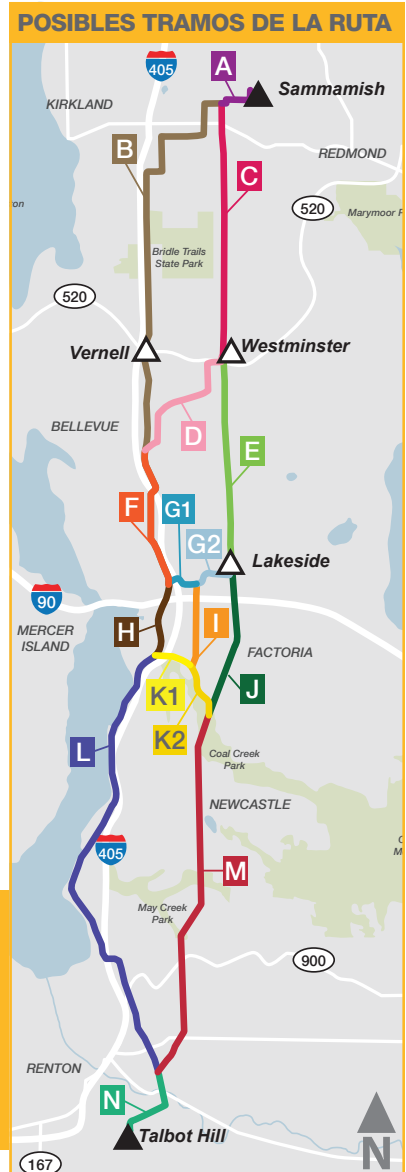 POSIBLES TRAMOS DE LA RUTA
405
A
Sammamish
KIRKLAND
B
REDMOND
C
520
Marymoor P
on
Bridle Trails
State Park
520
Vernell
Westminster
BELLEVUE
D
E
F
G1
G2
Lakeside
90
H
I
MERCER
ISLAND
FACTORIA
K1
J
K2
L
Coal Creek
Park
NEWCASTLE
405
C
M
M
May Creek
Park
900
RENTON
N
Talbot Hill
167
N